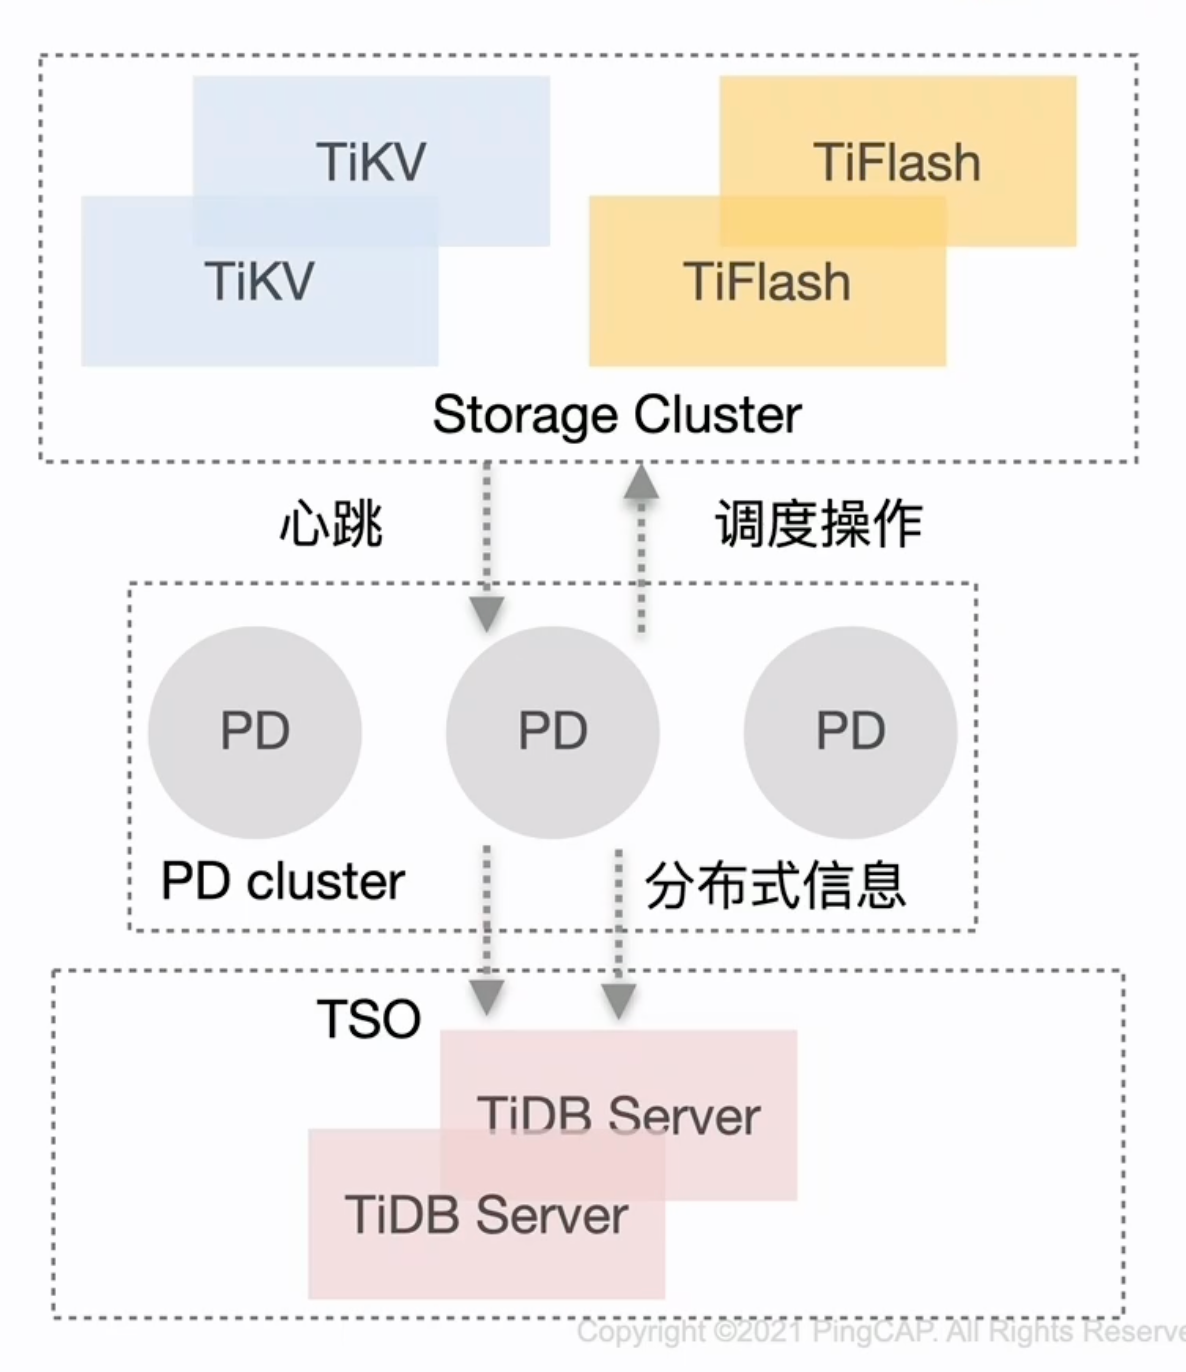 TiKV
TiFlash
TiKV
TiFlash
Storage Cluster
心跳
调度操作
PD
PD
PD
PD cluster
分布式信息
TSO
TiDB Server
TiDB Server
Copyright ©2021 PingCAP. All Rights Reserve